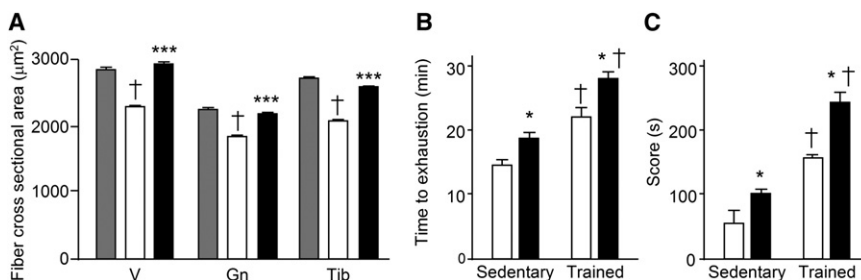 A
Fiber cross sectional area (μm²)
3000
2000
1000
0
† *** † *** † ***
V Gn Tib
B
Time to exhaustion (min)
30
20
10
0
* † * †
Sedentary Trained
C
Score (s)
300
200
100
0
* † * †
Sedentary Trained